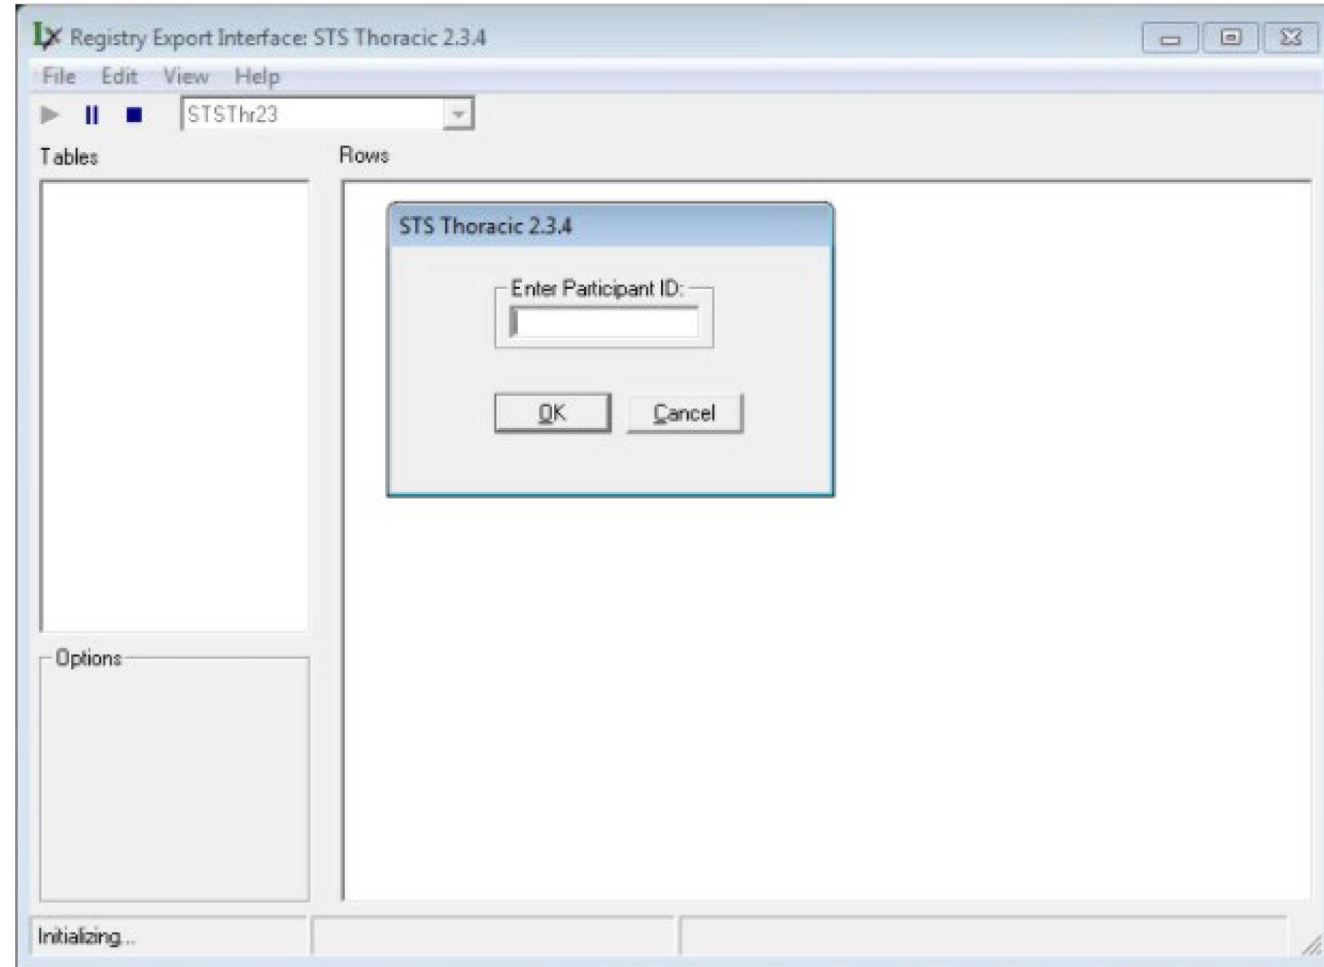 Lx Registry Export Interface: STS Thoracic 2.3.4
File Edit View Help
STSThr23
Tables Rows
STS Thoracic 2.3.4
Enter Participant ID:
OK Cancel
Options
Initializing...